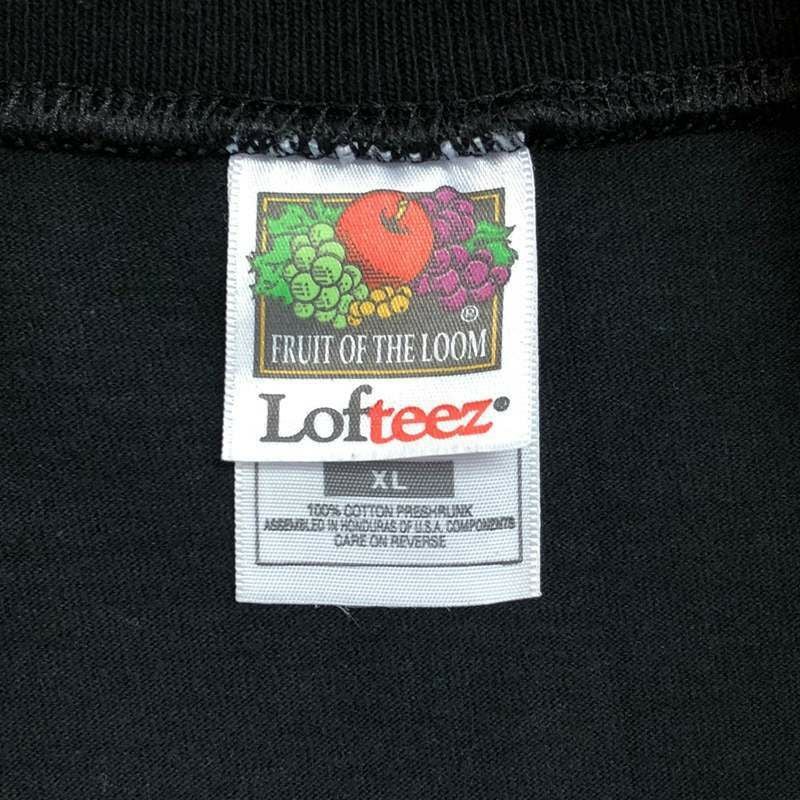 ®
FRUIT OF THE LOOM
Lofteez
XL
100% COTTON PRESHRUNK
ASSEMBLED IN HONDURAS OF U.S.A. COMPONENTS
CARE ON REVERSE